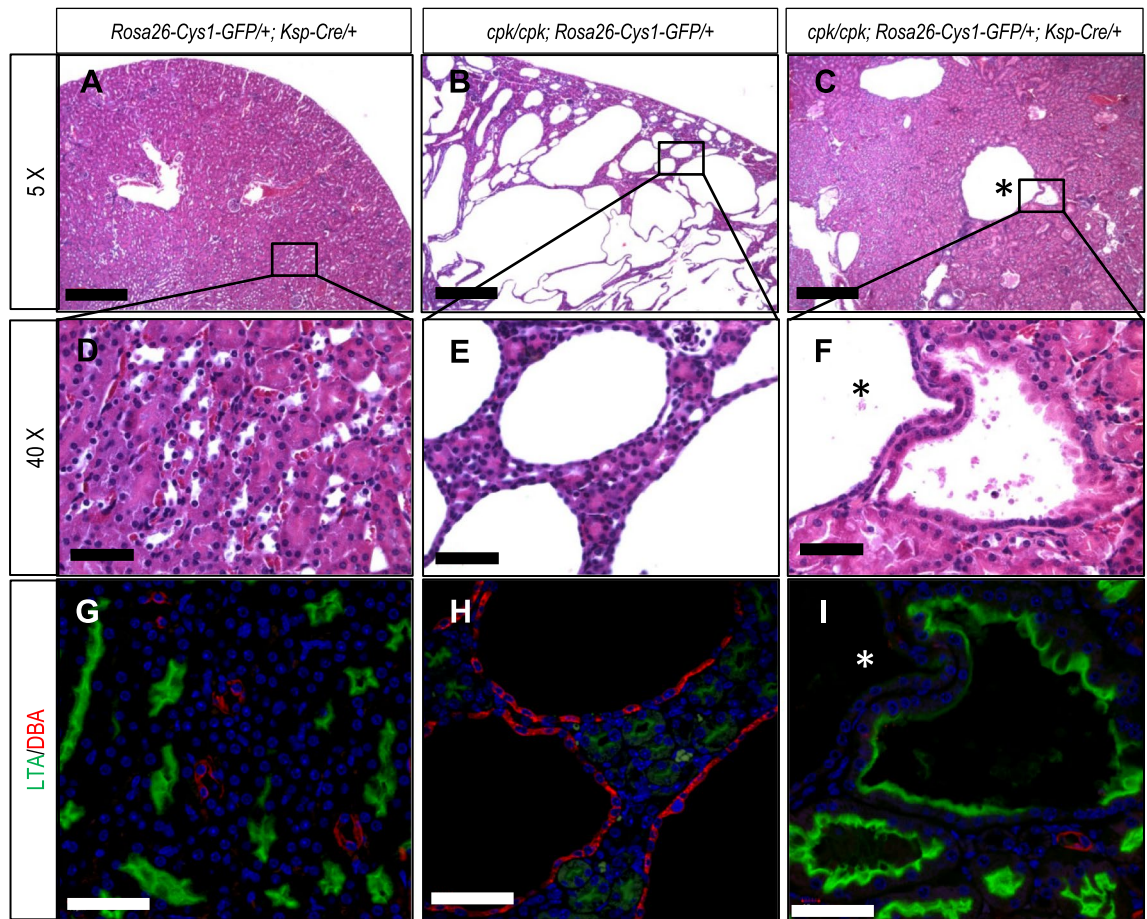 Rosa26-Cys1-GFP/+; Ksp-Cre/+
cpk/cpk; Rosa26-Cys1-GFP/+
cpk/cpk; Rosa26-Cys1-GFP/+; Ksp-Cre/+
5 X
A
B
C
*
40 X
D
E
F
*
LTA/DBA
G
H
I
*